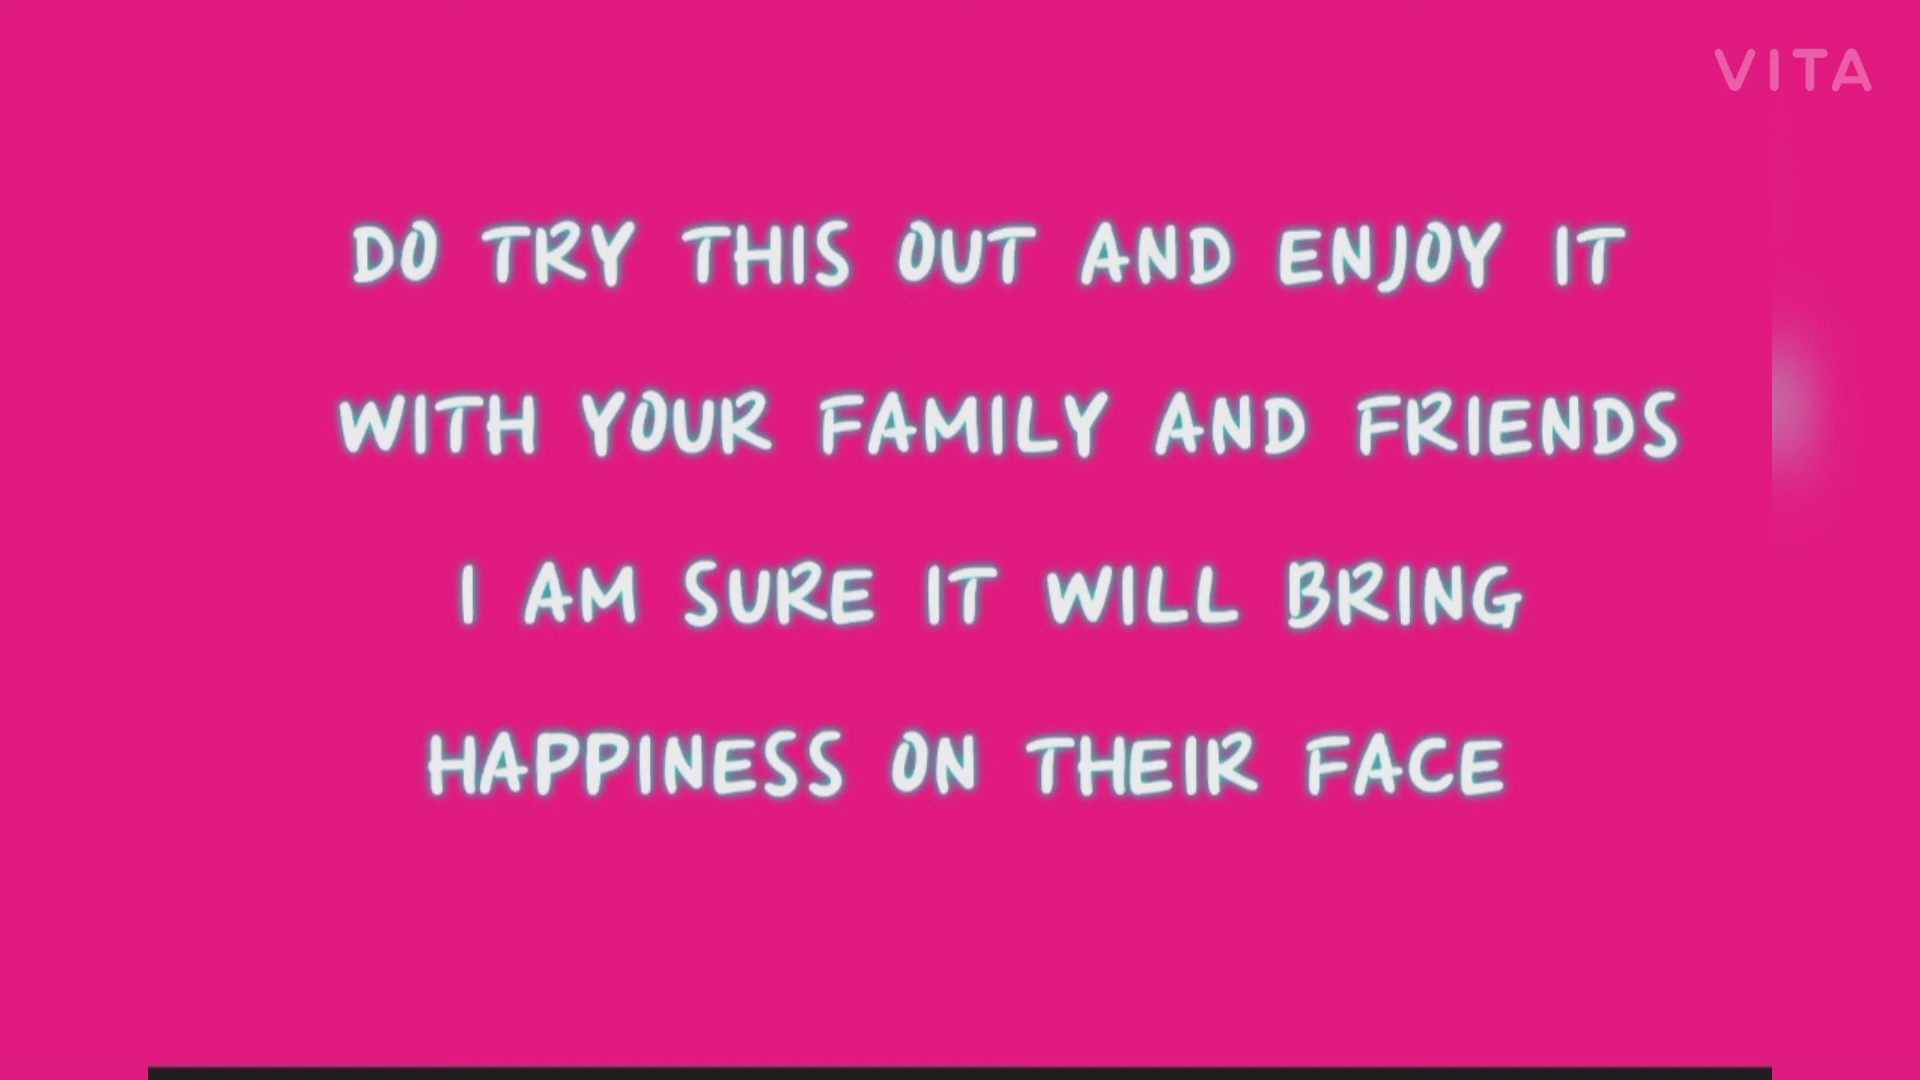 VITA
DO TRY THIS OUT AND ENJOY IT
WITH YOUR FAMILY AND FRIENDS
I AM SURE IT WILL BRING
HAPPINESS ON THEIR FACE